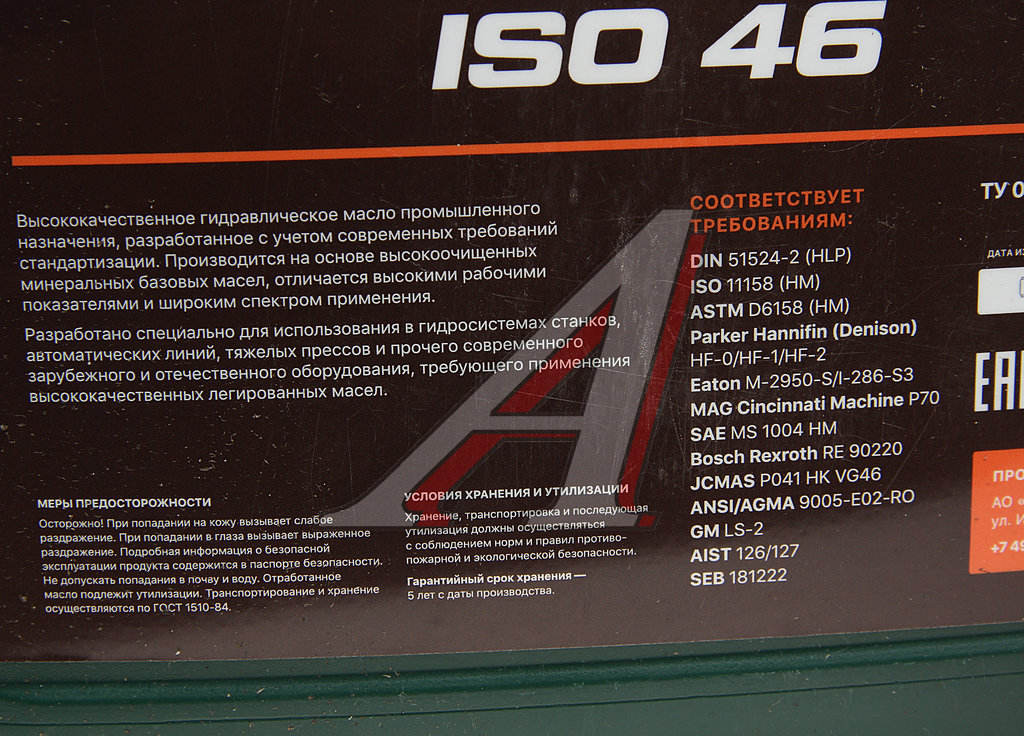 ISO 46
Высококачественное гидравлическое масло промышленного
назначения, разработанное с учетом современных требований
стандартизации. Производится на основе высокоочищенных
минеральных базовых масел, отличается высокими рабочими
показателями и широким спектром применения.
Разработано специально для использования в гидросистемах станков,
автоматических линий, тяжелых прессов и прочего современного
зарубежного и отечественного оборудования, требующего применения
высококачественных легированных масел.
МЕРЫ ПРЕДОСТОРОЖНОСТИ
Осторожно! При попадании на кожу вызывает слабое
раздражение. При попадании в глаза вызывает выраженное
раздражение. Подробная информация о безопасной
эксплуатации продукта содержится в паспорте безопасности.
Не допускать попадания в почву и воду. Отработанное
масло подлежит утилизации. Транспортирование и хранение
осуществляются по ГОСТ 1510-84.
УСЛОВИЯ ХРАНЕНИЯ И УТИЛИЗАЦИИ
Хранение, транспортировка и последующая
утилизация должны осуществляться
с соблюдением норм и правил противо-
пожарной и экологической безопасности.
Гарантийный срок хранения —
5 лет с даты производства.
СООТВЕТСТВУЕТ
ТРЕБОВАНИЯМ:
DIN 51524-2 (HLP)
ISO 11158 (HM)
ASTM D6158 (HM)
Parker Hannifin (Denison)
HF-0/HF-1/HF-2
Eaton M-2950-S/I-286-S3
MAG Cincinnati Machine P70
SAE MS 1004 HM
Bosch Rexroth RE 90220
JCMAS P041 HK VG46
ANSI/AGMA 9005-E02-RO
GM LS-2
AIST 126/127
SEB 181222
ТУ 0
ДАТА ИЗ
EAC
ПРО
АО «
ул. И
+7 49